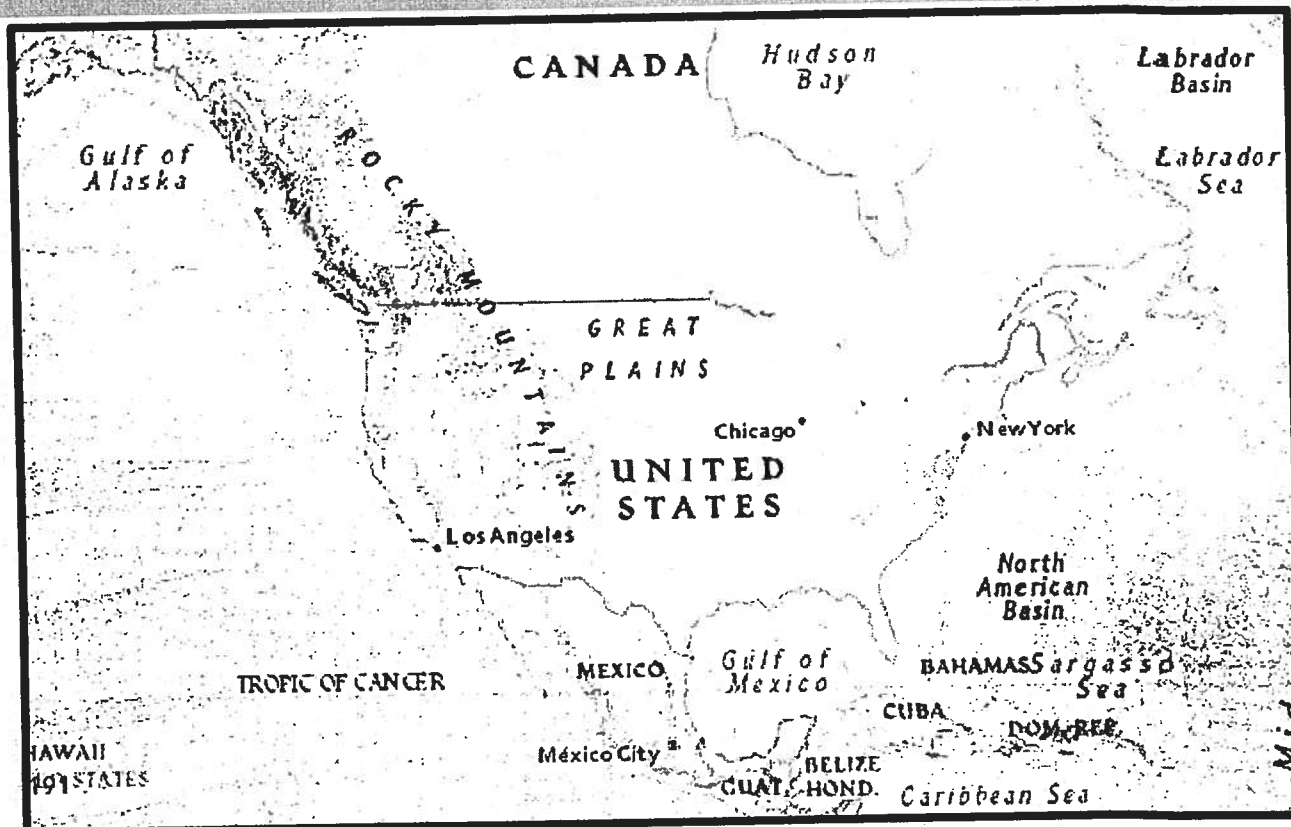 CANADA
Hudson
Bay
Labrador
Basin
Gulf of
Alaska
Labrador
Sea
ROCKY MOUNTAINS
GREAT
PLAINS
Chicago
New York
UNITED
STATES
Los Angeles
North
American
Basin
TROPIC OF CANCER
MEXICO
Gulf of
Mexico
BAHAMAS
Sargasso
Sea
CUBA
DOM. REP.
HAWAII
STATES
México City
BELIZE
GUAT.
HOND.
Caribbean Sea
Mid